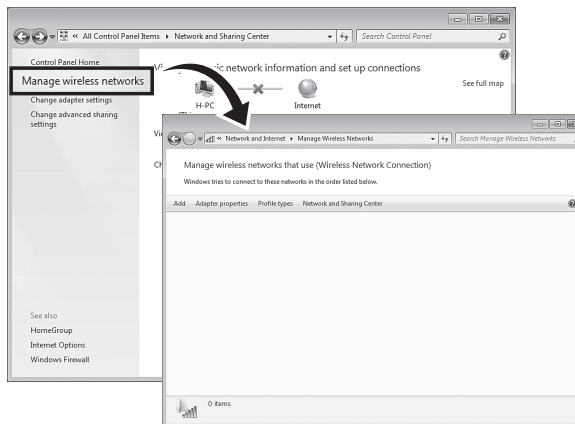 « All Control Panel Items ▸ Network and Sharing Center
Search Control Panel
Control Panel Home
Manage wireless networks
Change adapter settings
Change advanced sharing
settings
ic network information and set up connections
See full map
H-PC
Internet
See also
HomeGroup
Internet Options
Windows Firewall
« Network and Internet ▸ Manage Wireless Networks
Search Manage Wireless Networks
Manage wireless networks that use (Wireless Network Connection)
Windows tries to connect to these networks in the order listed below.
Add Adapter properties Profile types Network and Sharing Center
0 items